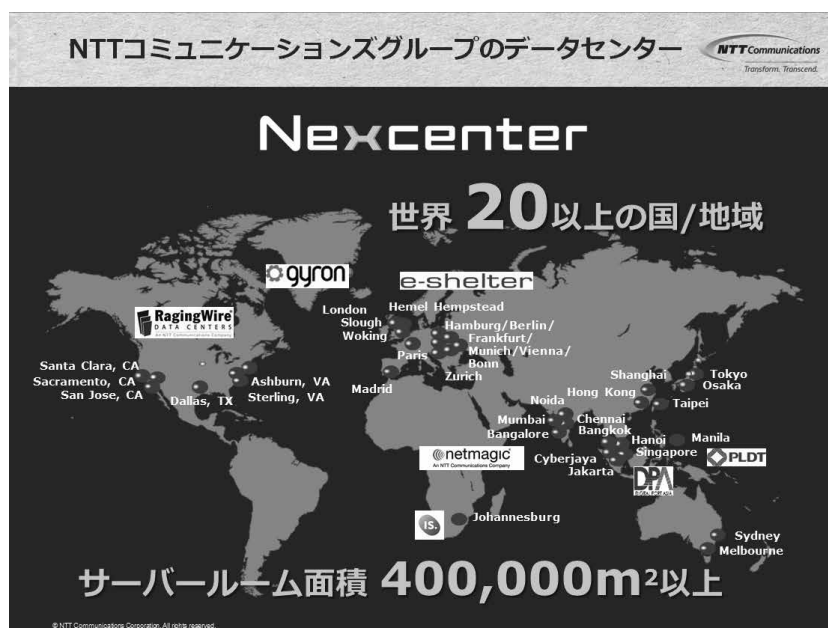 NTTコミュニケーションズグループのデータセンター
NTT Communications
Transform. Transcend.
Nexcenter
世界 20以上の国/地域
gyron
e-shelter
RagingWire
DATA CENTERS
An NTT Communications Company
London
Hemel Hempstead
Slough
Woking
Hamburg/Berlin/
Frankfurt/
Munich/Vienna/
Bonn
Paris
Zurich
Madrid
Santa Clara, CA
Sacramento, CA
San Jose, CA
Dallas, TX
Ashburn, VA
Sterling, VA
Shanghai
Tokyo
Osaka
Hong Kong
Taipei
Noida
Mumbai
Chennai
Bangkok
Bangalore
Hanoi
Manila
Singapore
Cyberjaya
Jakarta
netmagic
An NTT Communications Company
PLDT
DPA
IS.
Johannesburg
Sydney
Melbourne
サーバールーム面積 400,000m²以上
© NTT Communications Corporation. All rights reserved.